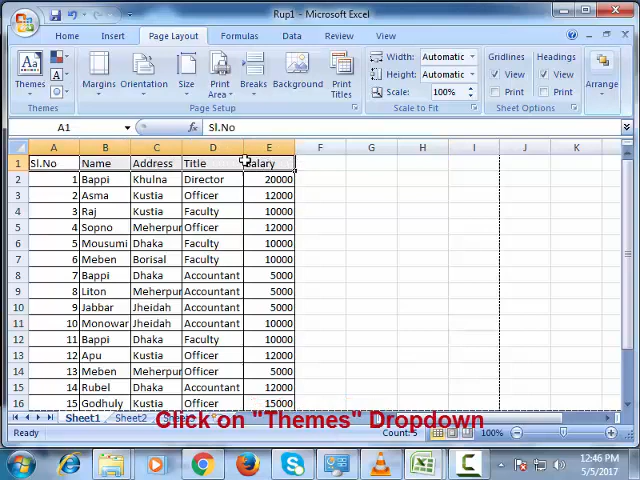 Rup1 - Microsoft Excel
Home Insert Page Layout Formulas Data Review View
Themes Margins Orientation Size Print Area Breaks Background Print Titles
Width: Automatic
Height: Automatic
Scale: 100%
Gridlines Headings
View View
Print Print
Arrange
Themes Page Setup Scale to Fit Sheet Options
A1 Sl.No
A B C D E F G H I J K
1 Sl.No Name Address Title Salary
2 1 Bappi Khulna Director 20000
3 2 Asma Kustia Officer 12000
4 3 Raj Kustia Faculty 10000
5 4 Sopno Meherpur Officer 12000
6 5 Mousumi Dhaka Faculty 10000
7 6 Meben Borisal Faculty 10000
8 7 Bappi Dhaka Accountant 5000
9 8 Liton Meherpur Accountant 5000
10 9 Jabbar Jheidah Accountant 5000
11 10 Monowar Jheidah Accountant 10000
12 11 Bappi Dhaka Faculty 10000
13 12 Apu Kustia Officer 12000
14 13 Meben Kustia Officer 5000
15 14 Rubel Dhaka Accountant 12000
16 15 Godhuly Kustia Officer 15000
Sheet1 Sheet2
Click on "Themes" Dropdown
Ready Count: 5 100%
12:46 PM
5/5/2017